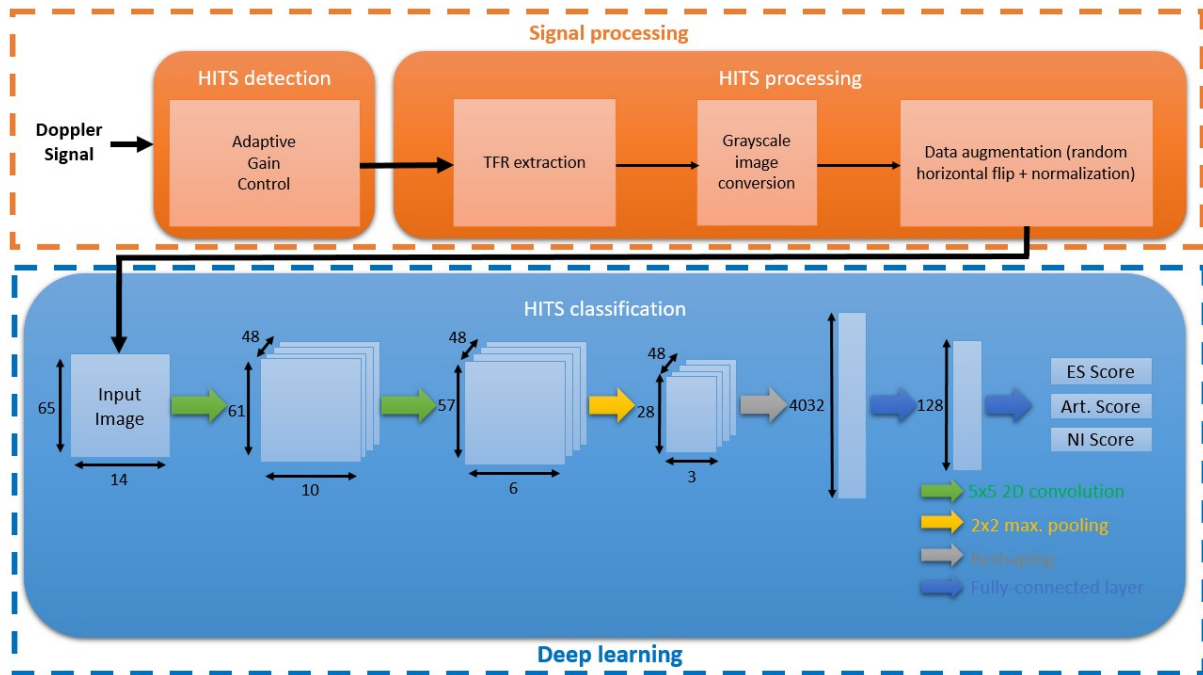 Signal processing
HITS detection
HITS processing
Doppler
Signal
Adaptive
Gain
Control
TFR extraction
Grayscale
image
conversion
Data augmentation (random
horizontal flip + normalization)
HITS classification
65
Input
Image
14
48
61
10
48
57
6
48
28
3
4032
128
ES Score
Art. Score
NI Score
5x5 2D convolution
2x2 max. pooling
Reshaping
Fully-connected layer
Deep learning